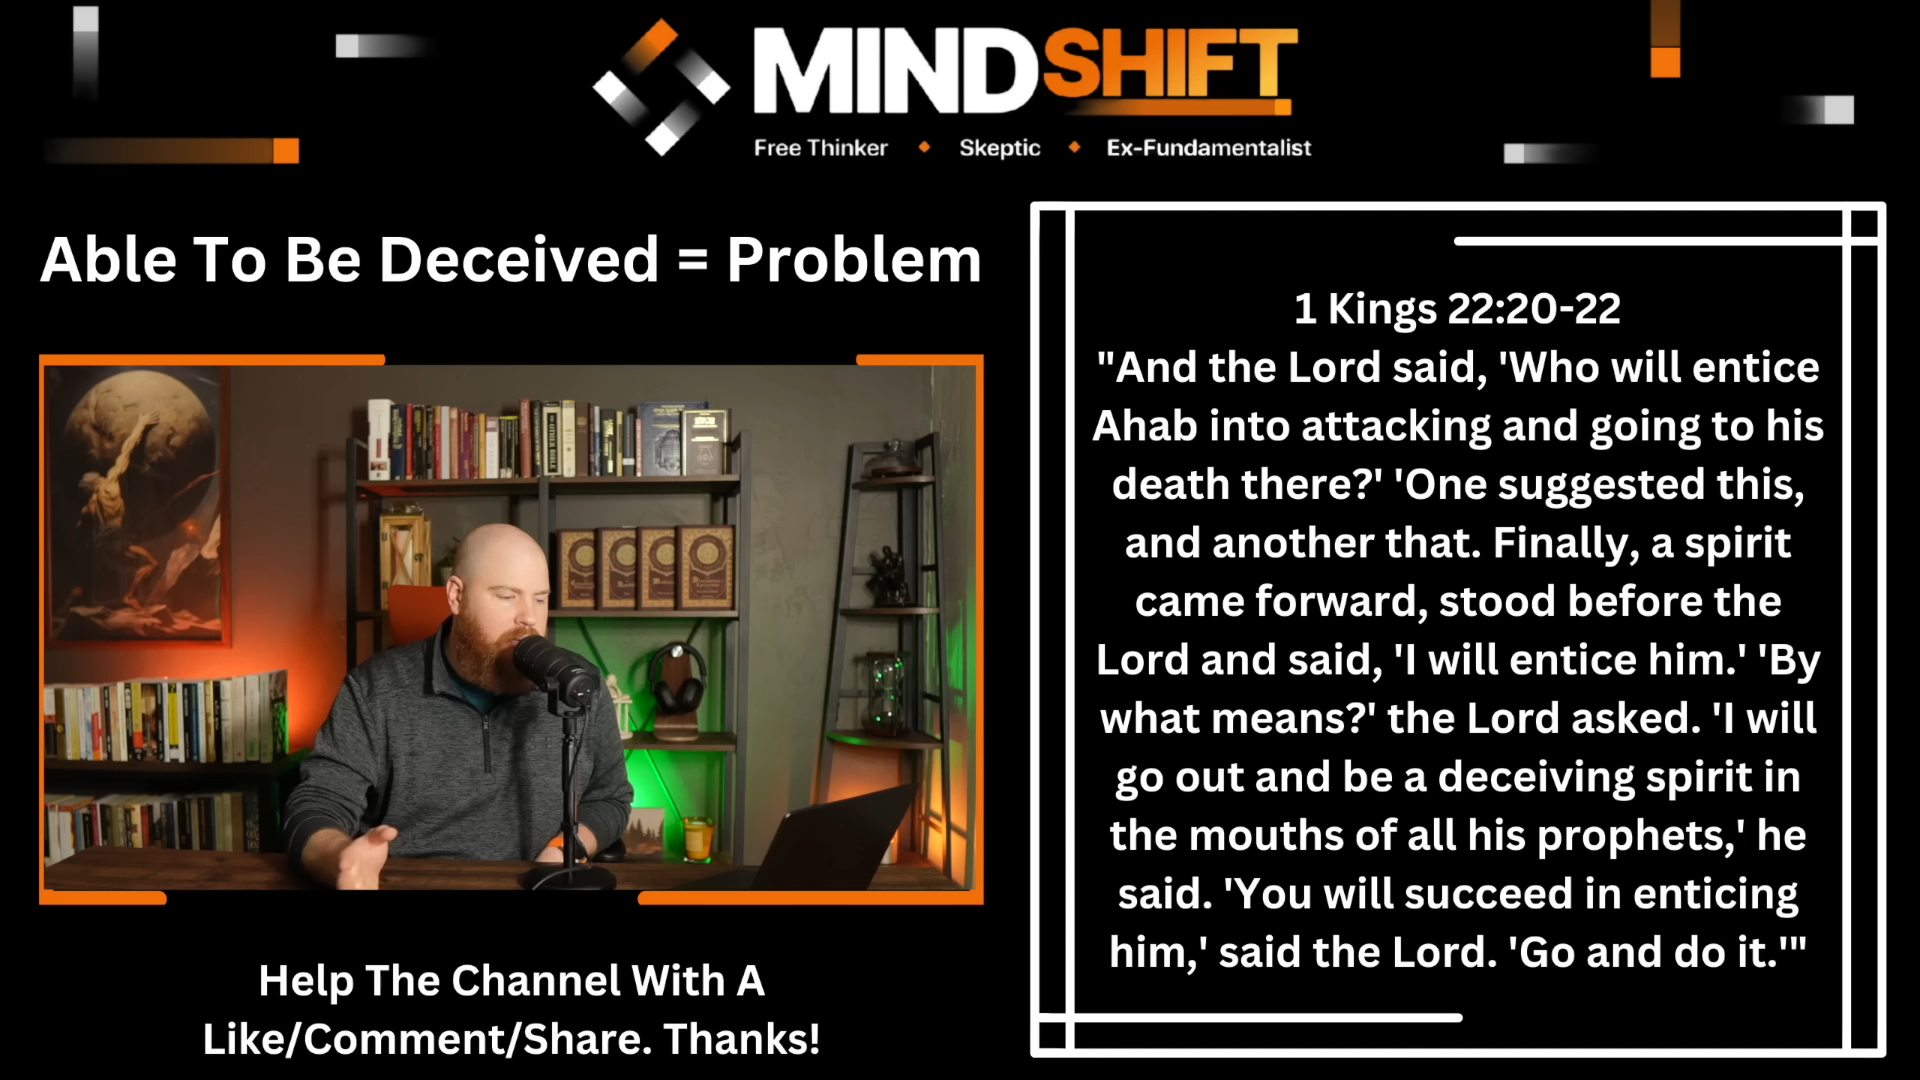 MINDSHIFT
Free Thinker ◆ Skeptic ◆ Ex-Fundamentalist
Able To Be Deceived = Problem
Help The Channel With A
Like/Comment/Share. Thanks!
1 Kings 22:20-22
"And the Lord said, 'Who will entice
Ahab into attacking and going to his
death there?' 'One suggested this,
and another that. Finally, a spirit
came forward, stood before the
Lord and said, 'I will entice him.' 'By
what means?' the Lord asked. 'I will
go out and be a deceiving spirit in
the mouths of all his prophets,' he
said. 'You will succeed in enticing
him,' said the Lord. 'Go and do it.'"